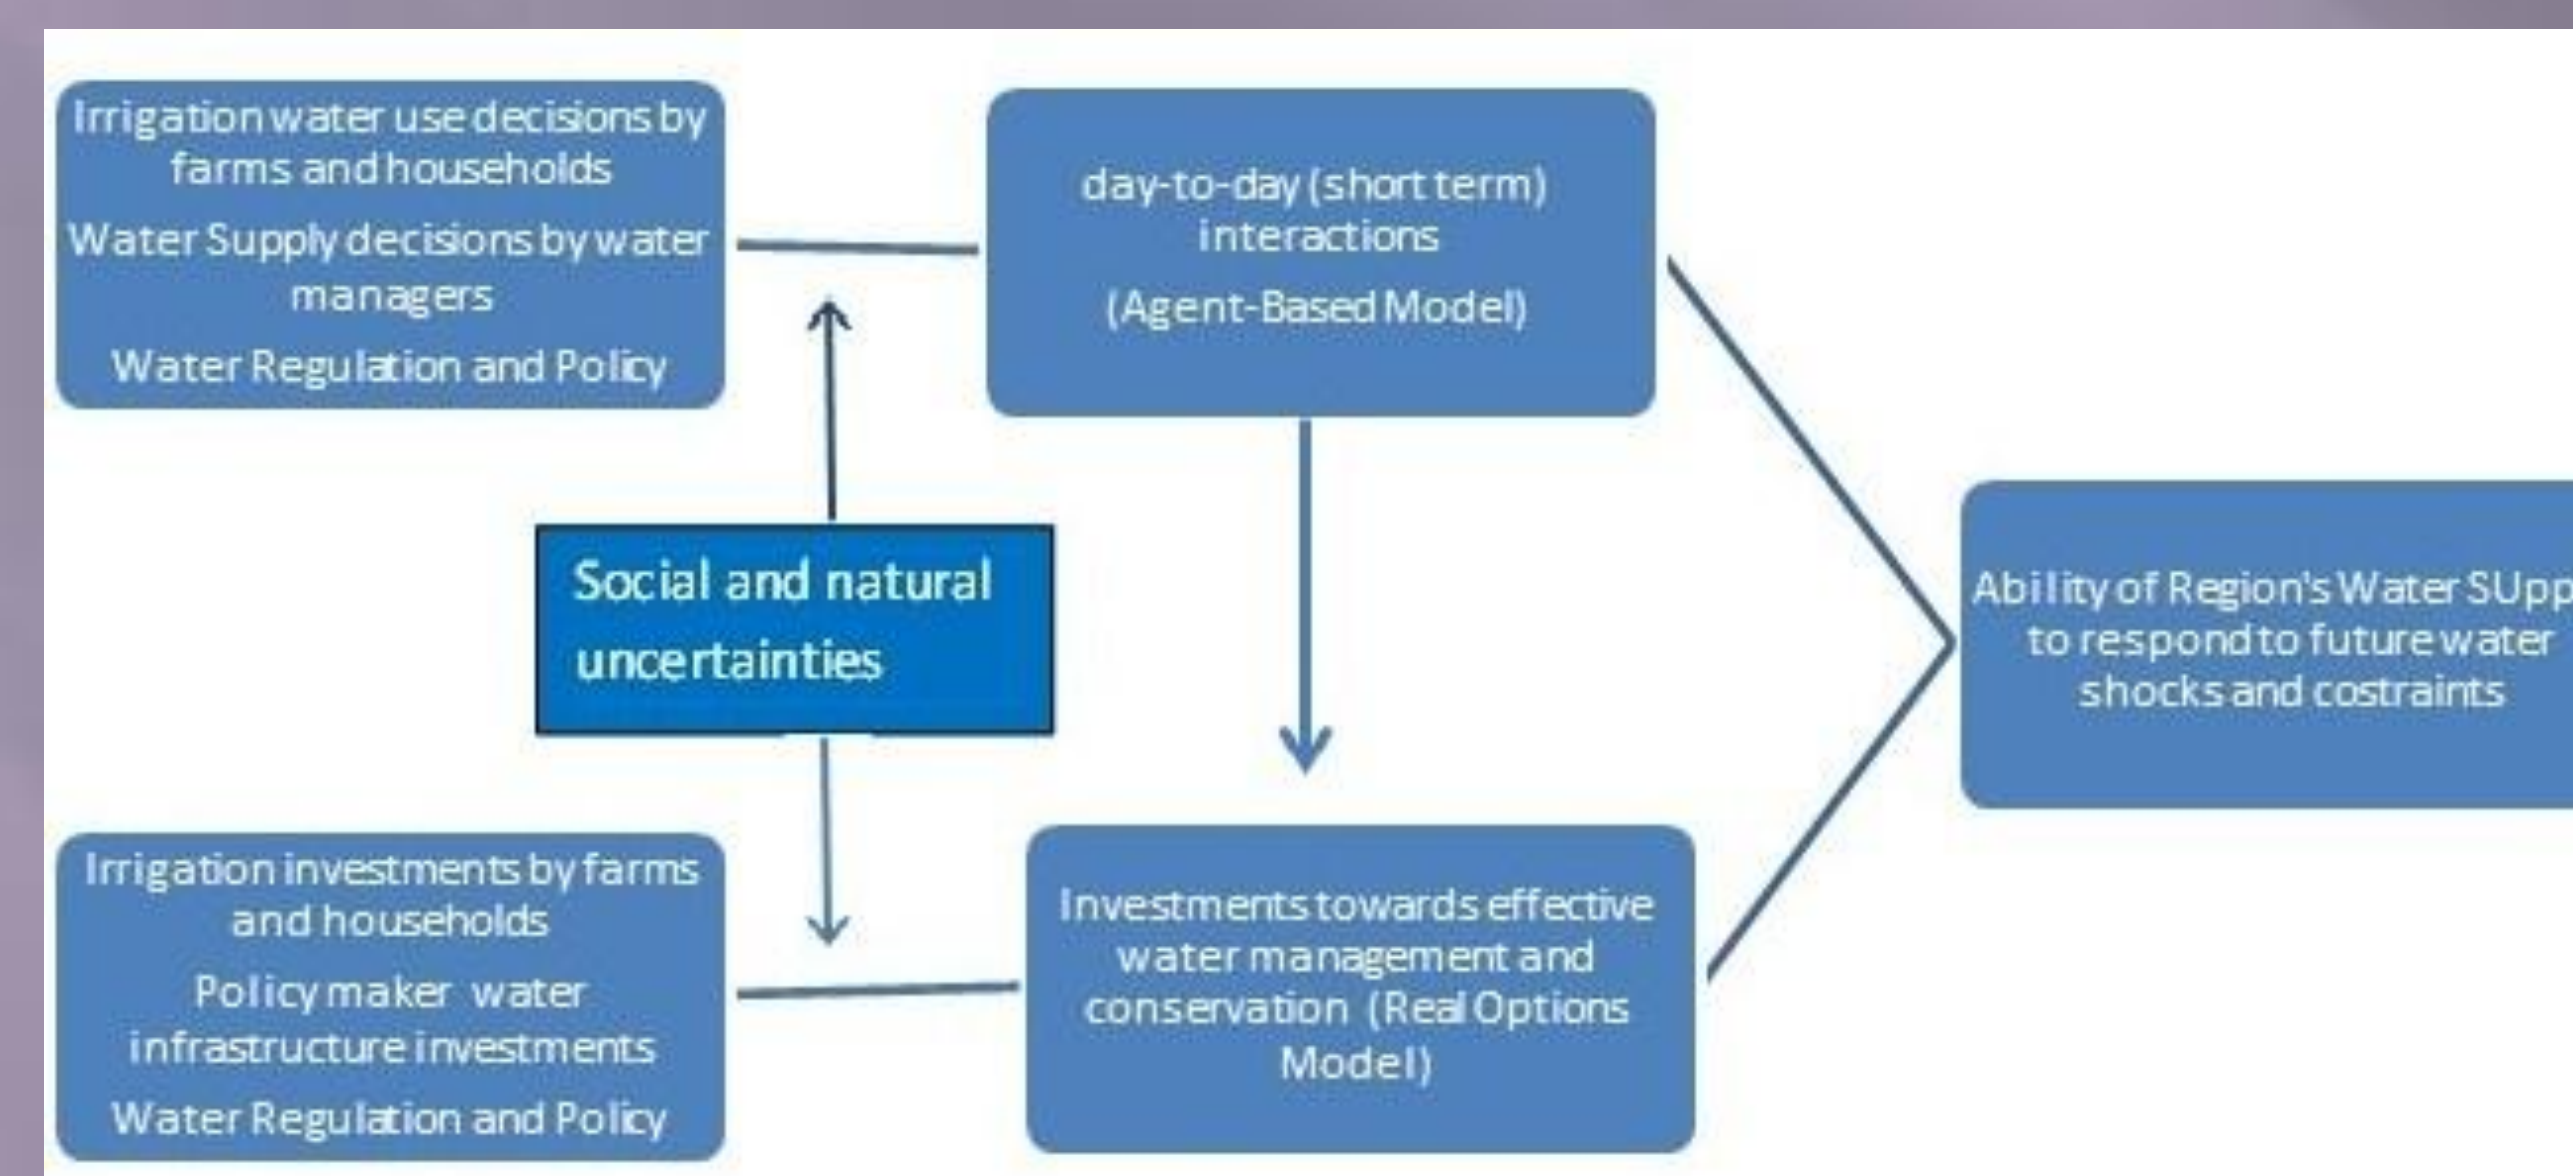 Irrigation water use decisions by
farms and households
Water Supply decisions by water
managers
Water Regulation and Policy
day-to-day (short term)
interactions
(Agent-Based Model)
Social and natural
uncertainties
Irrigation investments by farms
and households
Policy maker water
infrastructure investments
Water Regulation and Policy
Investments towards effective
water management and
conservation (Real Options
Model)
Ability of Region's Water SUpp
to respond to future water
shocks and costraints